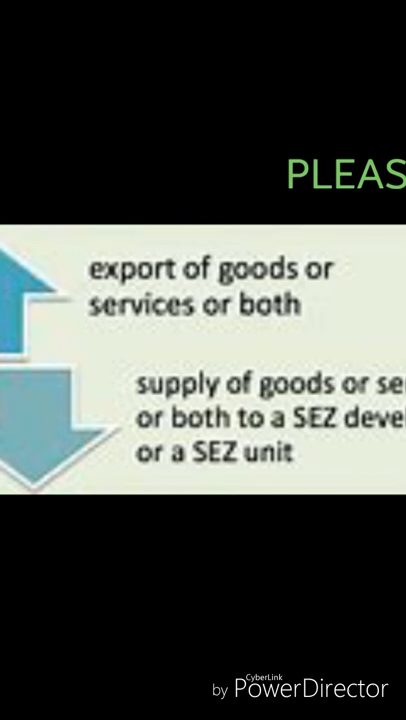 PLEAS
export of goods or
services or both
supply of goods or se
or both to a SEZ deve
or a SEZ unit
CyberLink
by PowerDirector